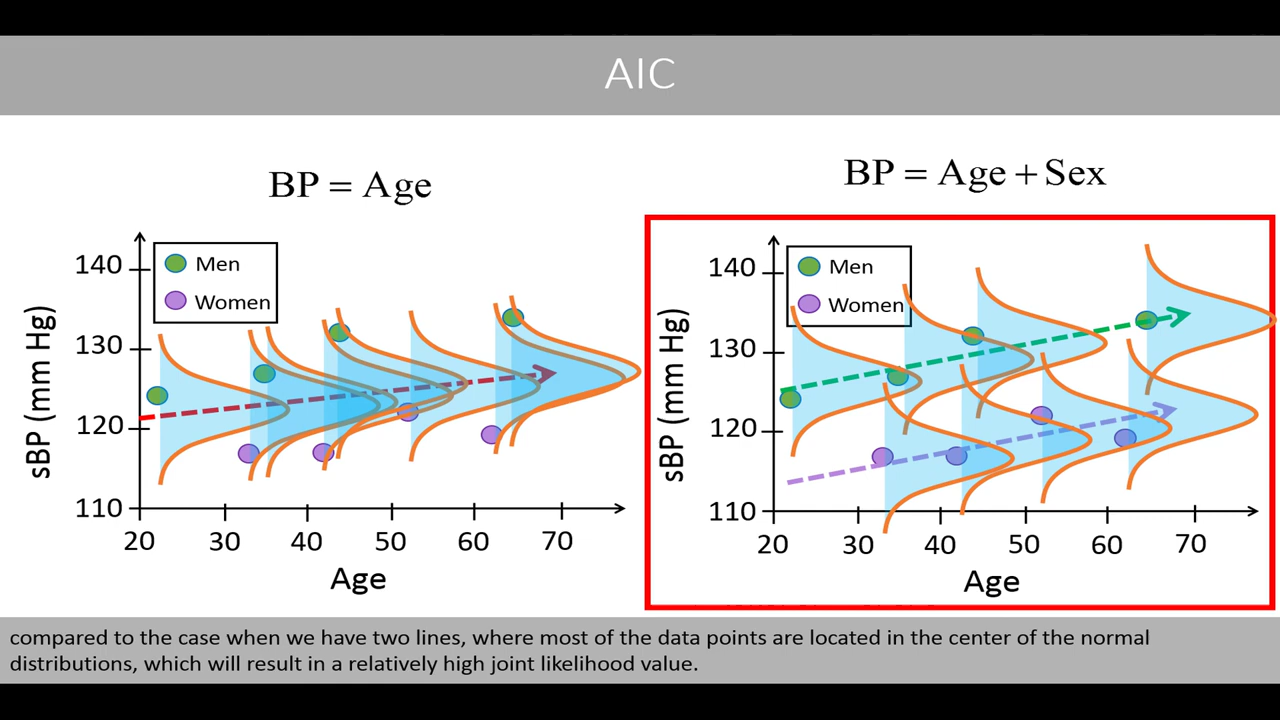 AIC
BP = Age
BP = Age + Sex
sBP (mm Hg)
140
130
120
110
Men
Women
20 30 40 50 60 70
Age
sBP (mm Hg)
140
130
120
110
Men
Women
20 30 40 50 60 70
Age
compared to the case when we have two lines, where most of the data points are located in the center of the normal
distributions, which will result in a relatively high joint likelihood value.